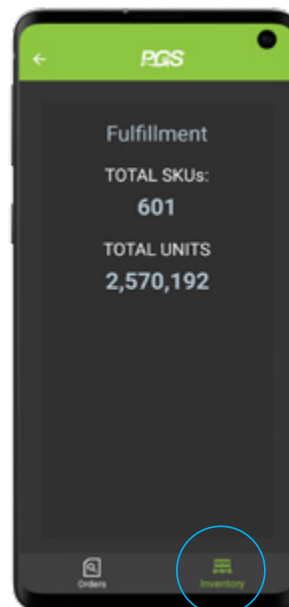 PGS
Fulfillment
TOTAL SKUs:
601
TOTAL UNITS
2,570,192
Orders
Inventory